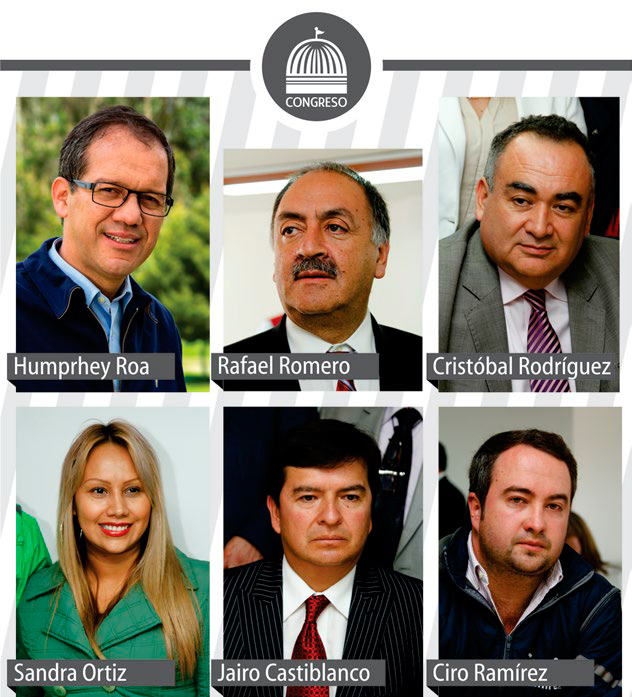 CONGRESO
Humprhey Roa
Rafael Romero
Cristóbal Rodríguez
Sandra Ortiz
Jairo Castiblanco
Ciro Ramírez